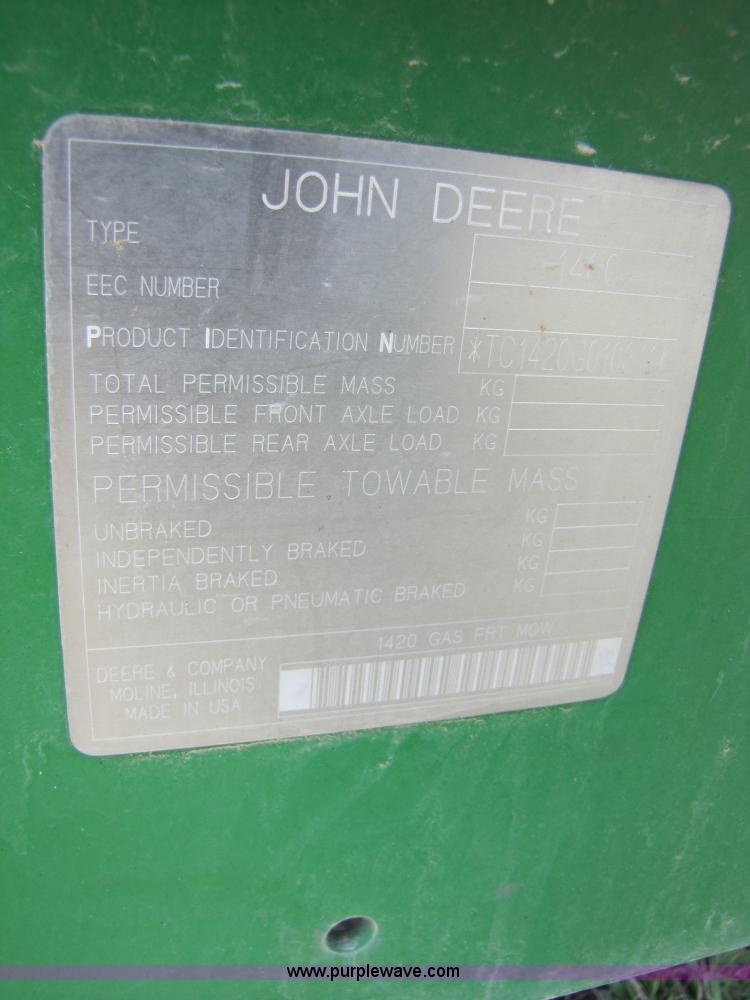 JOHN DEERE
TYPE
EEC NUMBER
PRODUCT IDENTIFICATION NUMBER
TOTAL PERMISSIBLE MASS KG
PERMISSIBLE FRONT AXLE LOAD KG
PERMISSIBLE REAR AXLE LOAD KG
PERMISSIBLE TOWABLE MASS
UNBRAKED KG
INDEPENDENTLY BRAKED KG
INERTIA BRAKED KG
HYDRAULIC OR PNEUMATIC BRAKED KG
1420 GAS FRT MOW
DEERE & COMPANY
MOLINE, ILLINOIS
MADE IN USA
www.purplewave.com